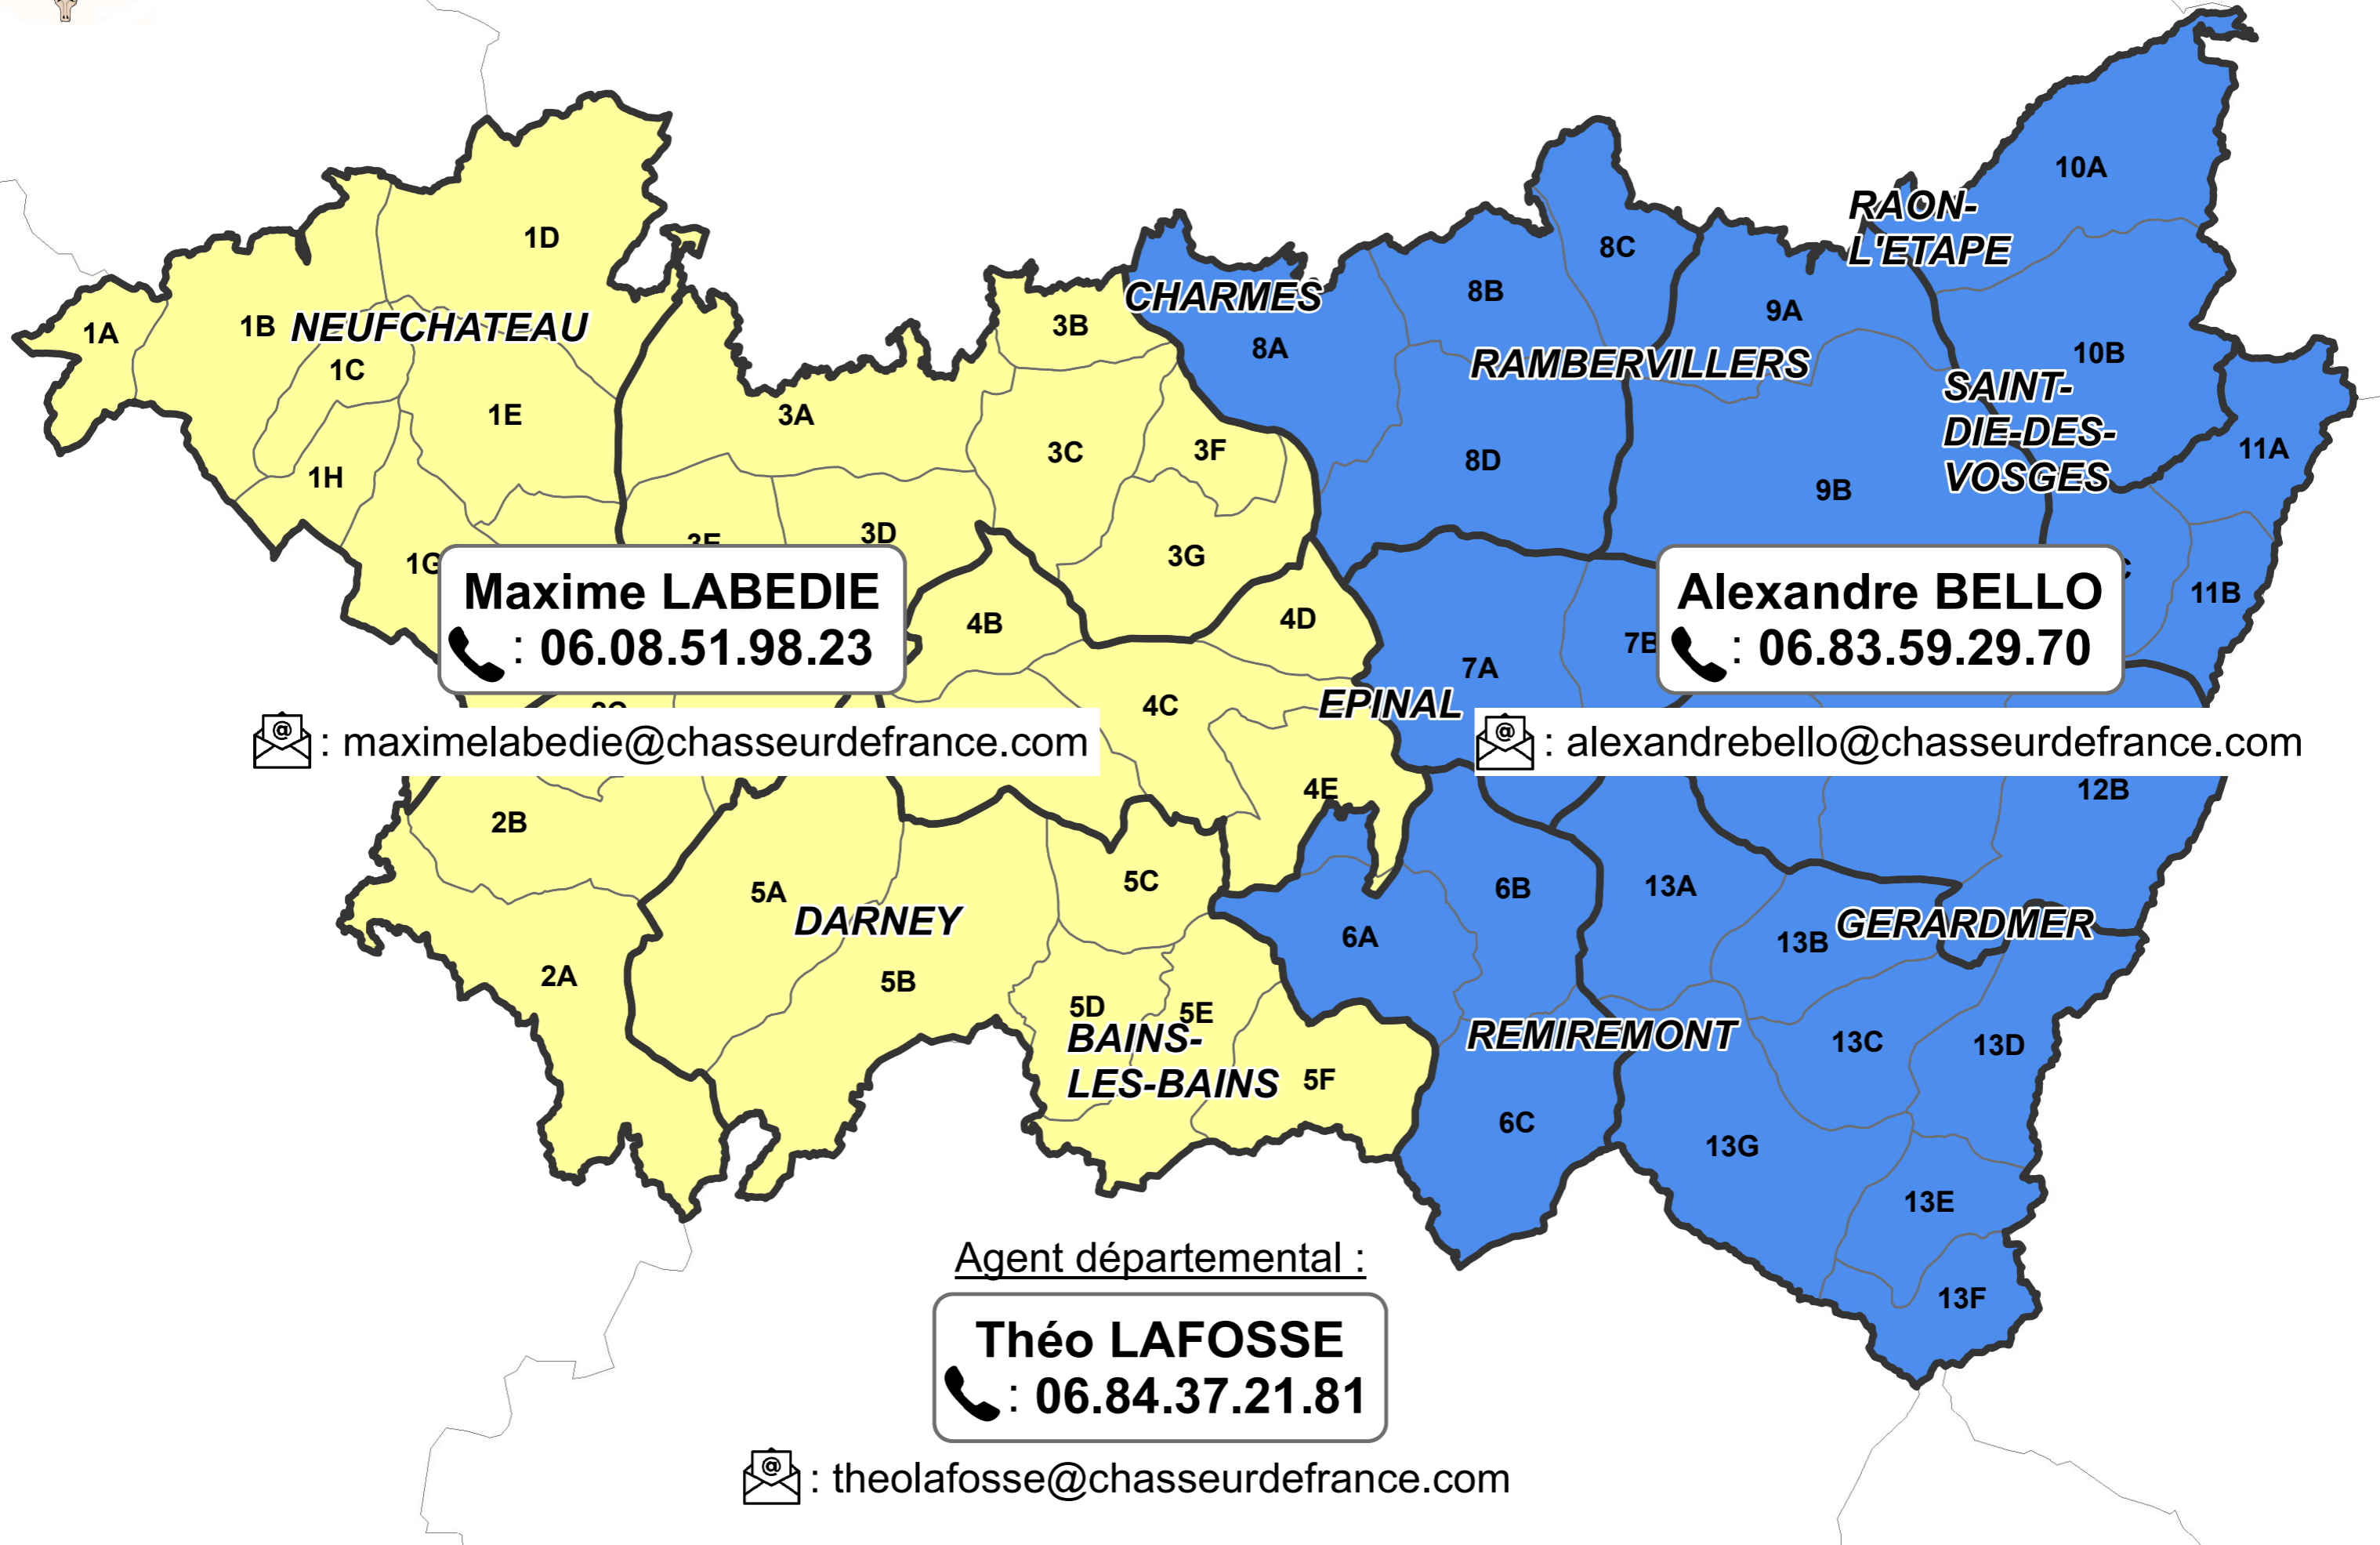 10A
RAON-
L'ETAPE
1D
8C
8B
CHARMES
9A
1A
1B
NEUFCHATEAU
3B
8A
10B
1C
RAMBERVILLERS
SAINT-
DIE-DES-
VOSGES
1E
3A
3C
3F
8D
11A
1H
9B
3D
3G
1G
Maxime LABEDIE
: 06.08.51.98.23
4B
4D
7A
7B
Alexandre BELLO
: 06.83.59.29.70
11B
4C
EPINAL
: maximelabedie@chasseurdefrance.com
: alexandrebello@chasseurdefrance.com
4E
12B
2B
5A
DARNEY
5C
6B
13A
6A
13B
GERARDMER
2A
5B
5D
5E
BAINS-
LES-BAINS
5F
REMIREMONT
13C
13D
6C
13G
13E
13F
Agent départemental :
Théo LAFOSSE
: 06.84.37.21.81
: theolafosse@chasseurdefrance.com